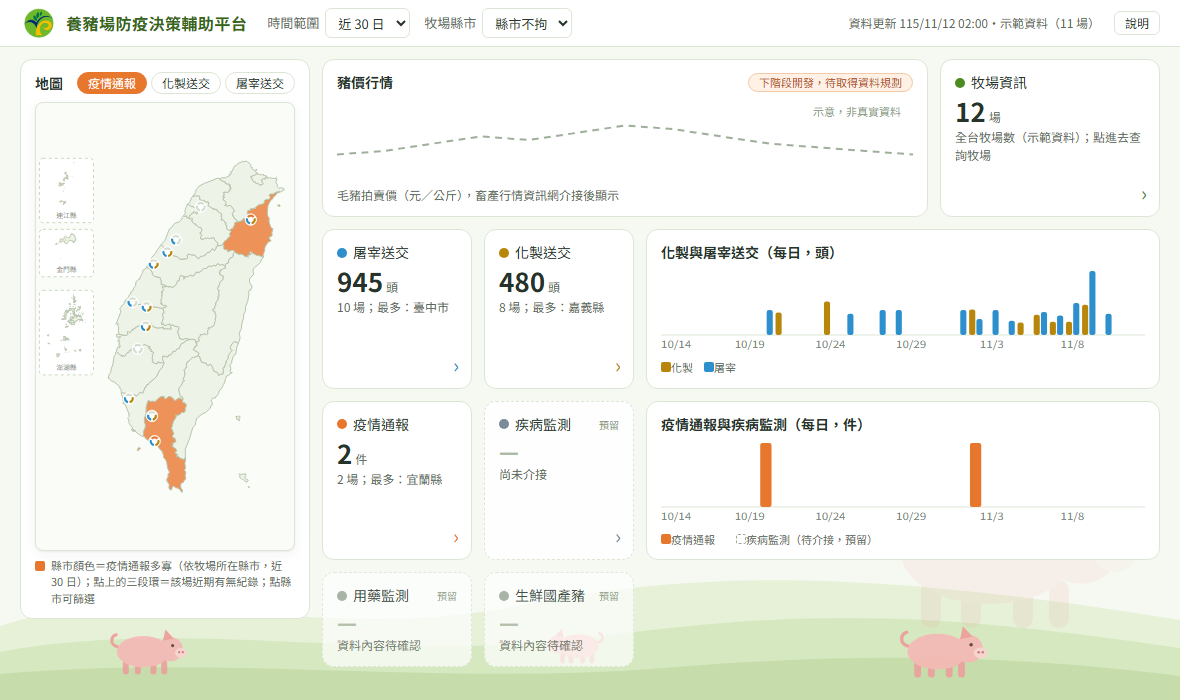 養豬場防疫決策輔助平台
時間範圍 近 30 日 牧場縣市 縣市不拘
資料更新 115/11/12 02:00・示範資料（11 場） 說明
地圖 疫情通報 化製送交 屠宰送交
連江縣
金門縣
澎湖縣
縣市顏色＝疫情通報多寡（依牧場所在縣市，近
30 日）；點上的三段環＝該場近期有無紀錄；點縣
市可篩選
豬價行情 下階段開發，待取得資料規劃
示意，非真實資料
毛豬拍賣價（元／公斤），畜產行情資訊網介接後顯示
牧場資訊
12 場
全台牧場數（示範資料）；點進去查
詢牧場
屠宰送交
945 頭
10 場；最多：臺中市
化製送交
480 頭
8 場；最多：嘉義縣
化製與屠宰送交（每日，頭）
10/14 10/19 10/24 10/29 11/3 11/8
化製 屠宰
疫情通報
2 件
2 場；最多：宜蘭縣
疾病監測 預留
—
尚未介接
疫情通報與疾病監測（每日，件）
10/14 10/19 10/24 10/29 11/3 11/8
疫情通報 疾病監測（待介接，預留）
用藥監測 預留
—
資料內容待確認
生鮮國產豬 預留
—
資料內容待確認